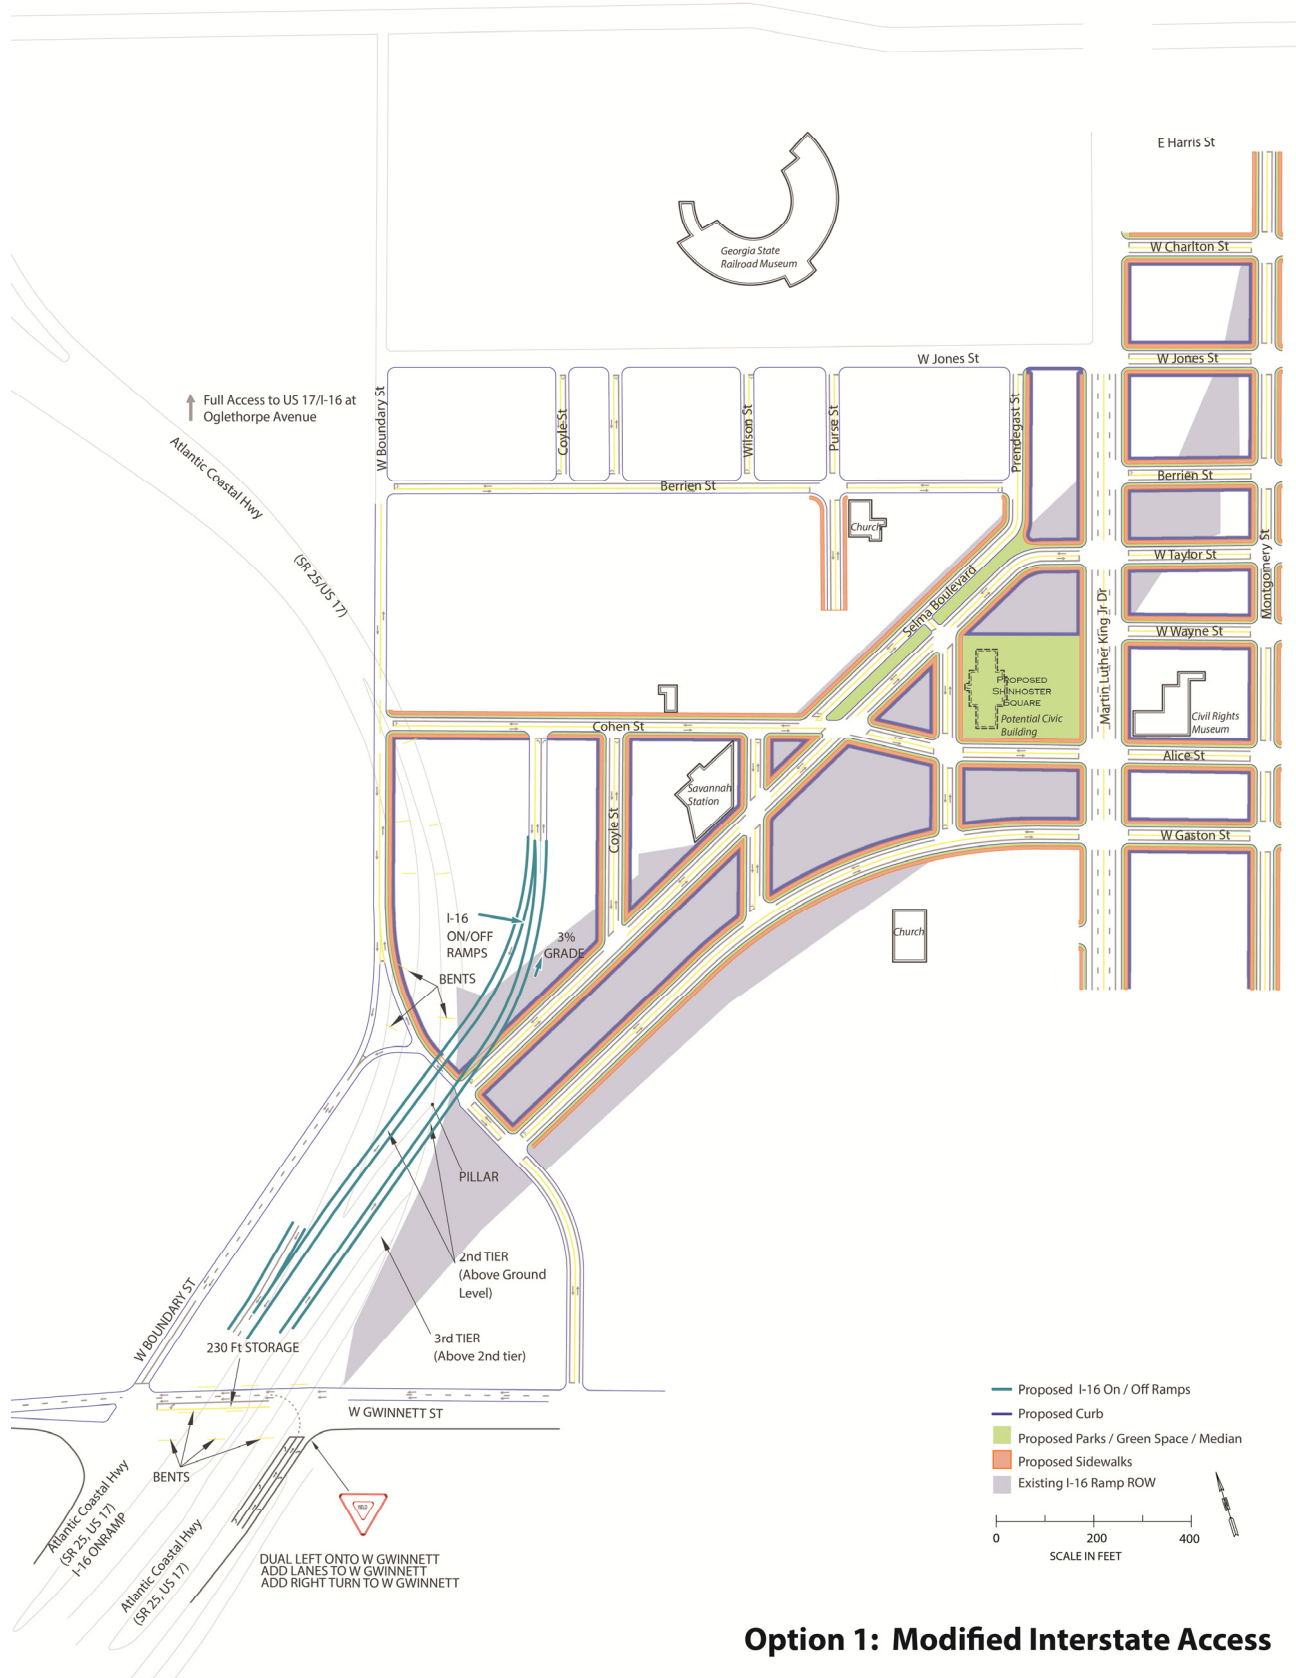 E Harris St
W Charlton St
Georgia State
Railroad Museum
W Jones St
W Jones St
Full Access to US 17/I-16 at
Oglethorpe Avenue
W Boundary St
Coyle St
Wilson St
Purse St
Prendegast St
Atlantic Coastal Hwy
(SR 25/US 17)
Berrien St
Berrien St
Church
W Taylor St
Montgomery St
Selma Boulevard
Martin Luther King Jr Dr
W Wayne St
PROPOSED
SHINHOSTER
SQUARE
Potential Civic
Building
Civil Rights
Museum
Cohen St
Alice St
Savannah
Station
Coyle St
W Gaston St
I-16
ON/OFF
RAMPS
3%
GRADE
Church
BENTS
PILLAR
2nd TIER
(Above Ground
Level)
3rd TIER
(Above 2nd tier)
W BOUNDARY ST
230 Ft STORAGE
W GWINNETT ST
BENTS
Atlantic Coastal Hwy
(SR 25, US 17)
I-16 ONRAMP
Atlantic Coastal Hwy
(SR 25, US 17)
YIELD
DUAL LEFT ONTO W GWINNETT
ADD LANES TO W GWINNETT
ADD RIGHT TURN TO W GWINNETT
Proposed I-16 On / Off Ramps
Proposed Curb
Proposed Parks / Green Space / Median
Proposed Sidewalks
Existing I-16 Ramp ROW
0 200 400
SCALE IN FEET
Option 1: Modified Interstate Access